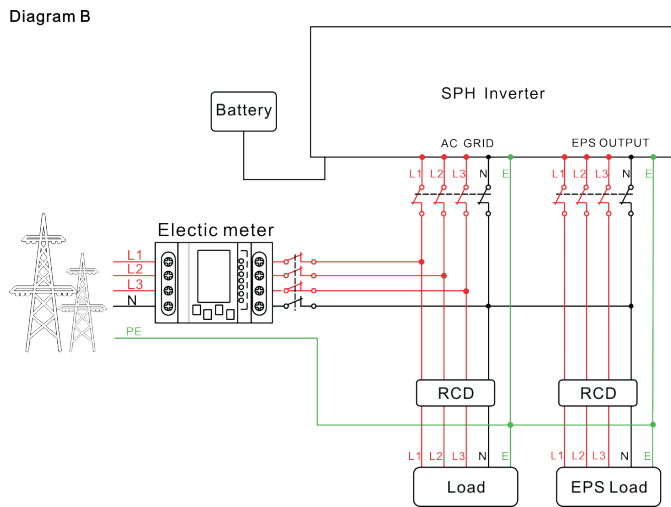 Diagram B
SPH Inverter
Battery
AC GRID
EPS OUTPUT
L1 L2 L3 N E
L1 L2 L3 N E
Electic meter
L1
L2
L3
N
PE
RCD
RCD
L1 L2 L3 N E
L1 L2 L3 N E
Load
EPS Load